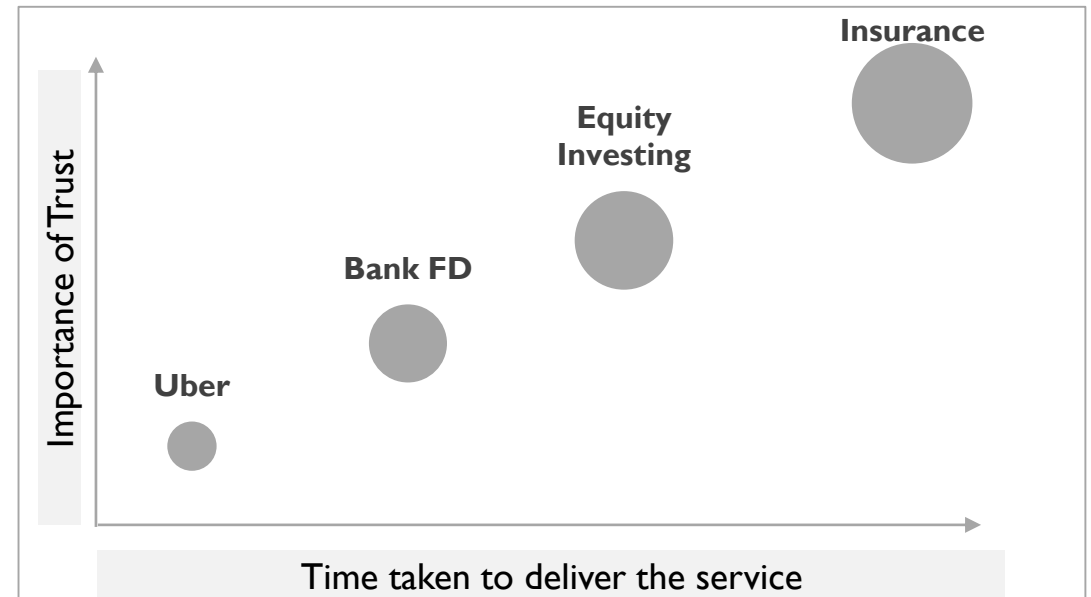 Insurance
Equity
Investing
Bank FD
Uber
Importance of Trust
Time taken to deliver the service